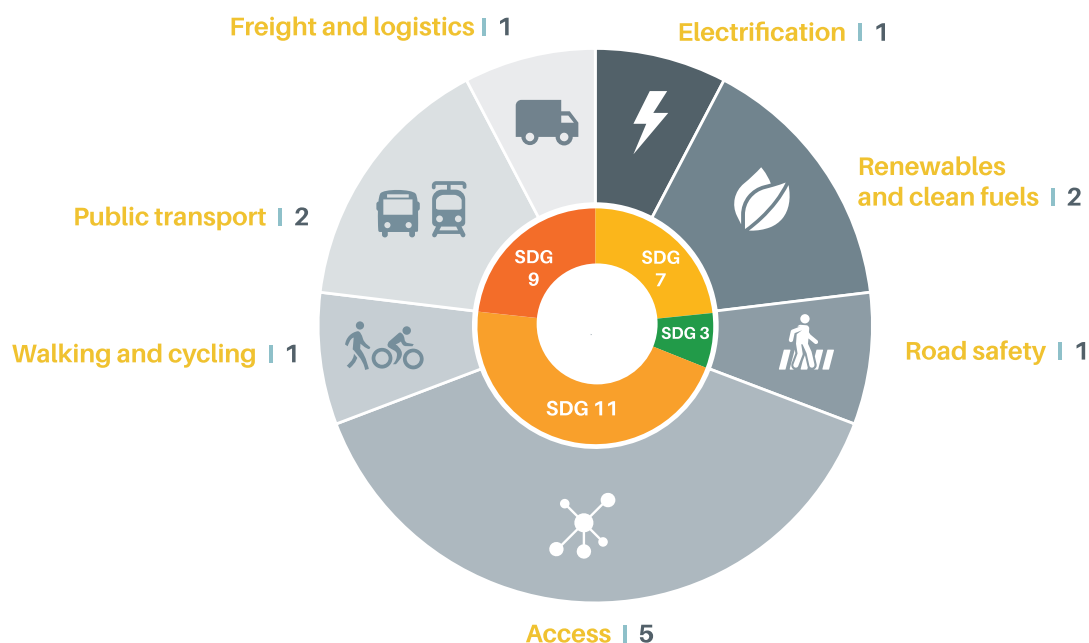 Freight and logistics | 1
Electrification | 1
Renewables
and clean fuels | 2
Public transport | 2
SDG
9
SDG
7
SDG 3
Walking and cycling | 1
Road safety | 1
SDG 11
Access | 5